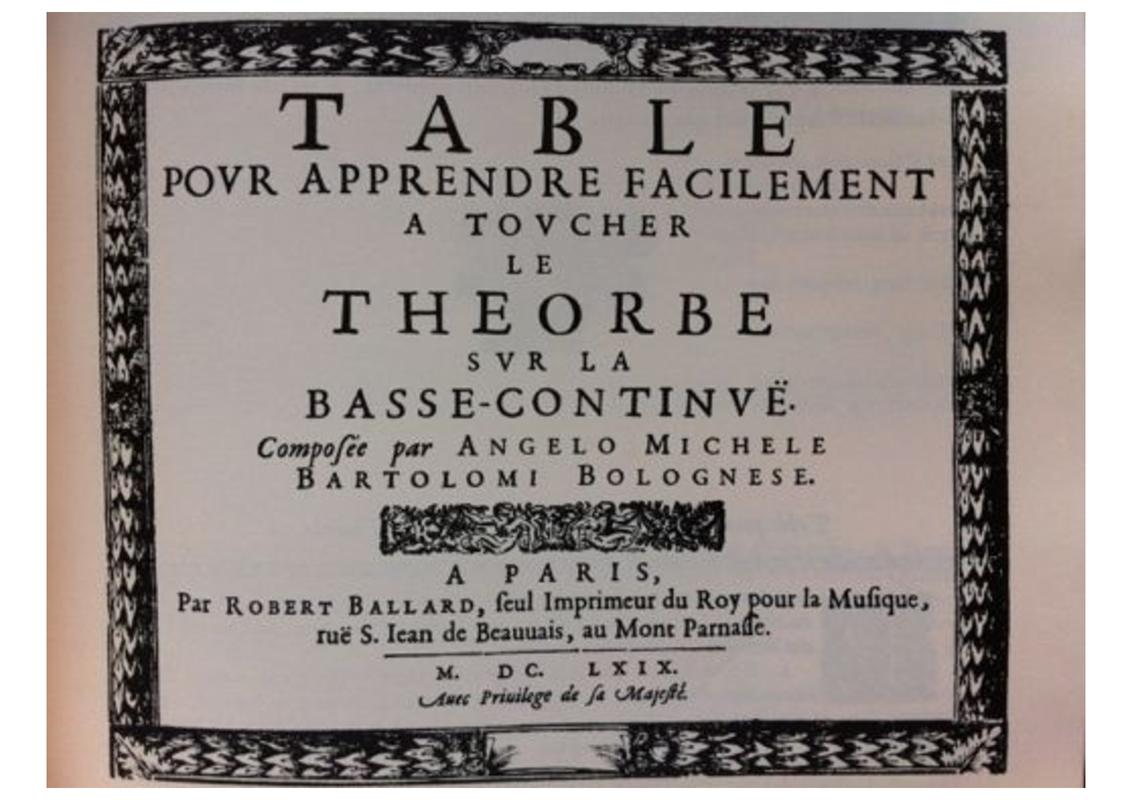 TABLE
POVR APPRENDRE FACILEMENT
A TOVCHER
LE
THEORBE
SVR LA
BASSE-CONTINVË.
Compoſée par ANGELO MICHELE
BARTOLOMI BOLOGNESE.
A PARIS,
Par ROBERT BALLARD, ſeul Imprimeur du Roy pour la Muſique,
ruë S. Iean de Beauuais, au Mont Parnaſſe.
M. DC. LXIX.
Auec Priuilege de ſa Majeſté.